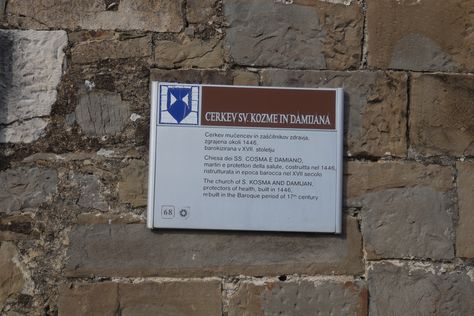 CERKEV SV. KOZME IN DAMIJANA
Cerkev mučencev in zaščitnikov zdravja,
zgrajena okoli 1446,
barokizirana v XVII. stoletju
Chiesa dei SS. COSMA E DAMIANO,
martiri e protettori della salute, costruita nel 1446,
ristrutturata in epoca barocca nel XVII secolo
The church of S. KOSMA AND DAMIJAN,
protectors of health, built in 1446,
rebuilt in the Baroque period of 17th century
68